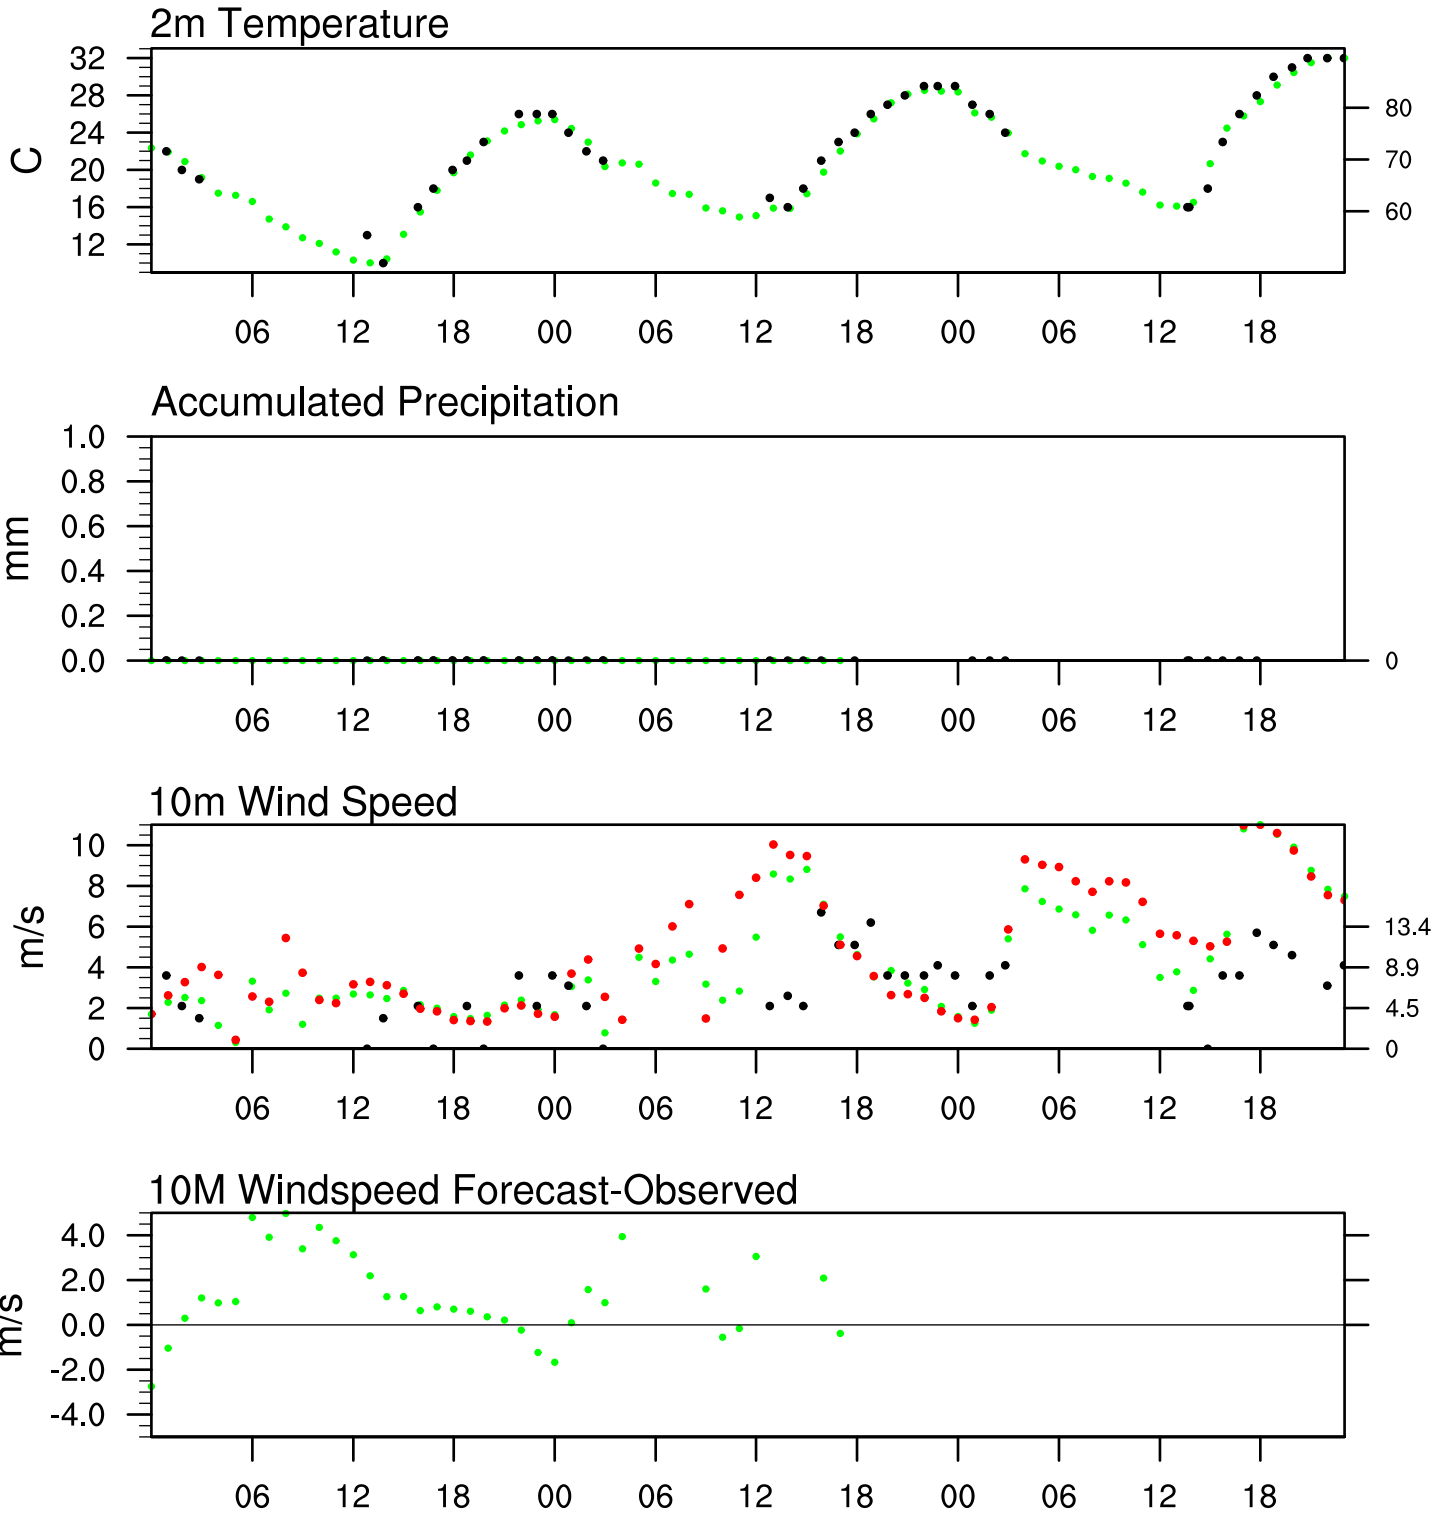 2m Temperature
32
28
24
20
16
12
C
80
70
60
06 12 18 00 06 12 18 00 06 12 18
Accumulated Precipitation
1.0
0.8
0.6
0.4
0.2
0.0
mm
0
06 12 18 00 06 12 18 00 06 12 18
10m Wind Speed
10
8
6
4
2
0
m/s
13.4
8.9
4.5
0
06 12 18 00 06 12 18 00 06 12 18
10M Windspeed Forecast-Observed
4.0
2.0
0.0
-2.0
-4.0
m/s
06 12 18 00 06 12 18 00 06 12 18